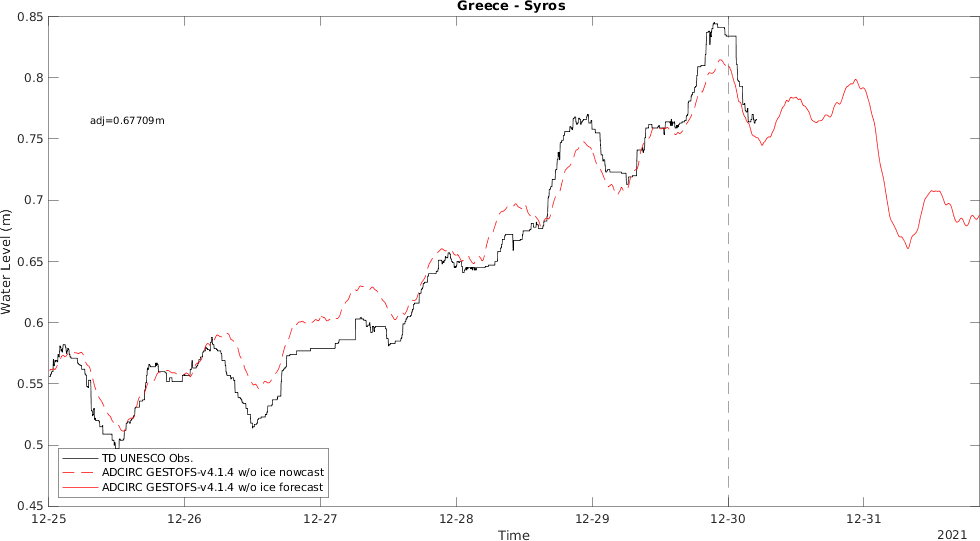 Greece - Syros
0.85
0.8
0.75
0.7
0.65
0.6
0.55
0.5
0.45
Water Level (m)
adj=0.67709m
TD UNESCO Obs.
ADCIRC GESTOFS-v4.1.4 w/o ice nowcast
ADCIRC GESTOFS-v4.1.4 w/o ice forecast
12-25 12-26 12-27 12-28 12-29 12-30 12-31
Time
2021